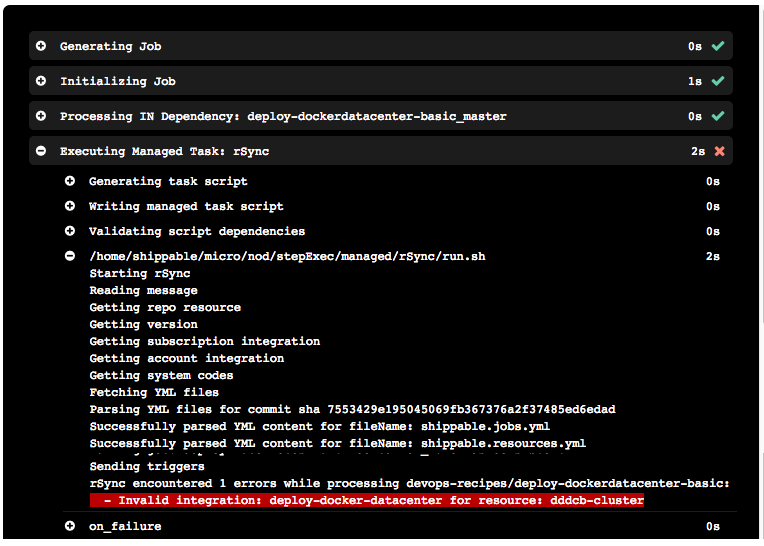 Generating Job 0s
Initializing Job 1s
Processing IN Dependency: deploy-dockerdatacenter-basic_master 0s
Executing Managed Task: rSync 2s
Generating task script 0s
Writing managed task script 0s
Validating script dependencies 0s
/home/shippable/micro/nod/stepExec/managed/rSync/run.sh 2s
Starting rSync
Reading message
Getting repo resource
Getting version
Getting subscription integration
Getting account integration
Getting system codes
Fetching YML files
Parsing YML files for commit sha 7553429e195045069fb367376a2f37485ed6edad
Successfully parsed YML content for fileName: shippable.jobs.yml
Successfully parsed YML content for fileName: shippable.resources.yml
Sending triggers
rSync encountered 1 errors while processing devops-recipes/deploy-dockerdatacenter-basic:
- Invalid integration: deploy-docker-datacenter for resource: dddcb-cluster
on_failure 0s